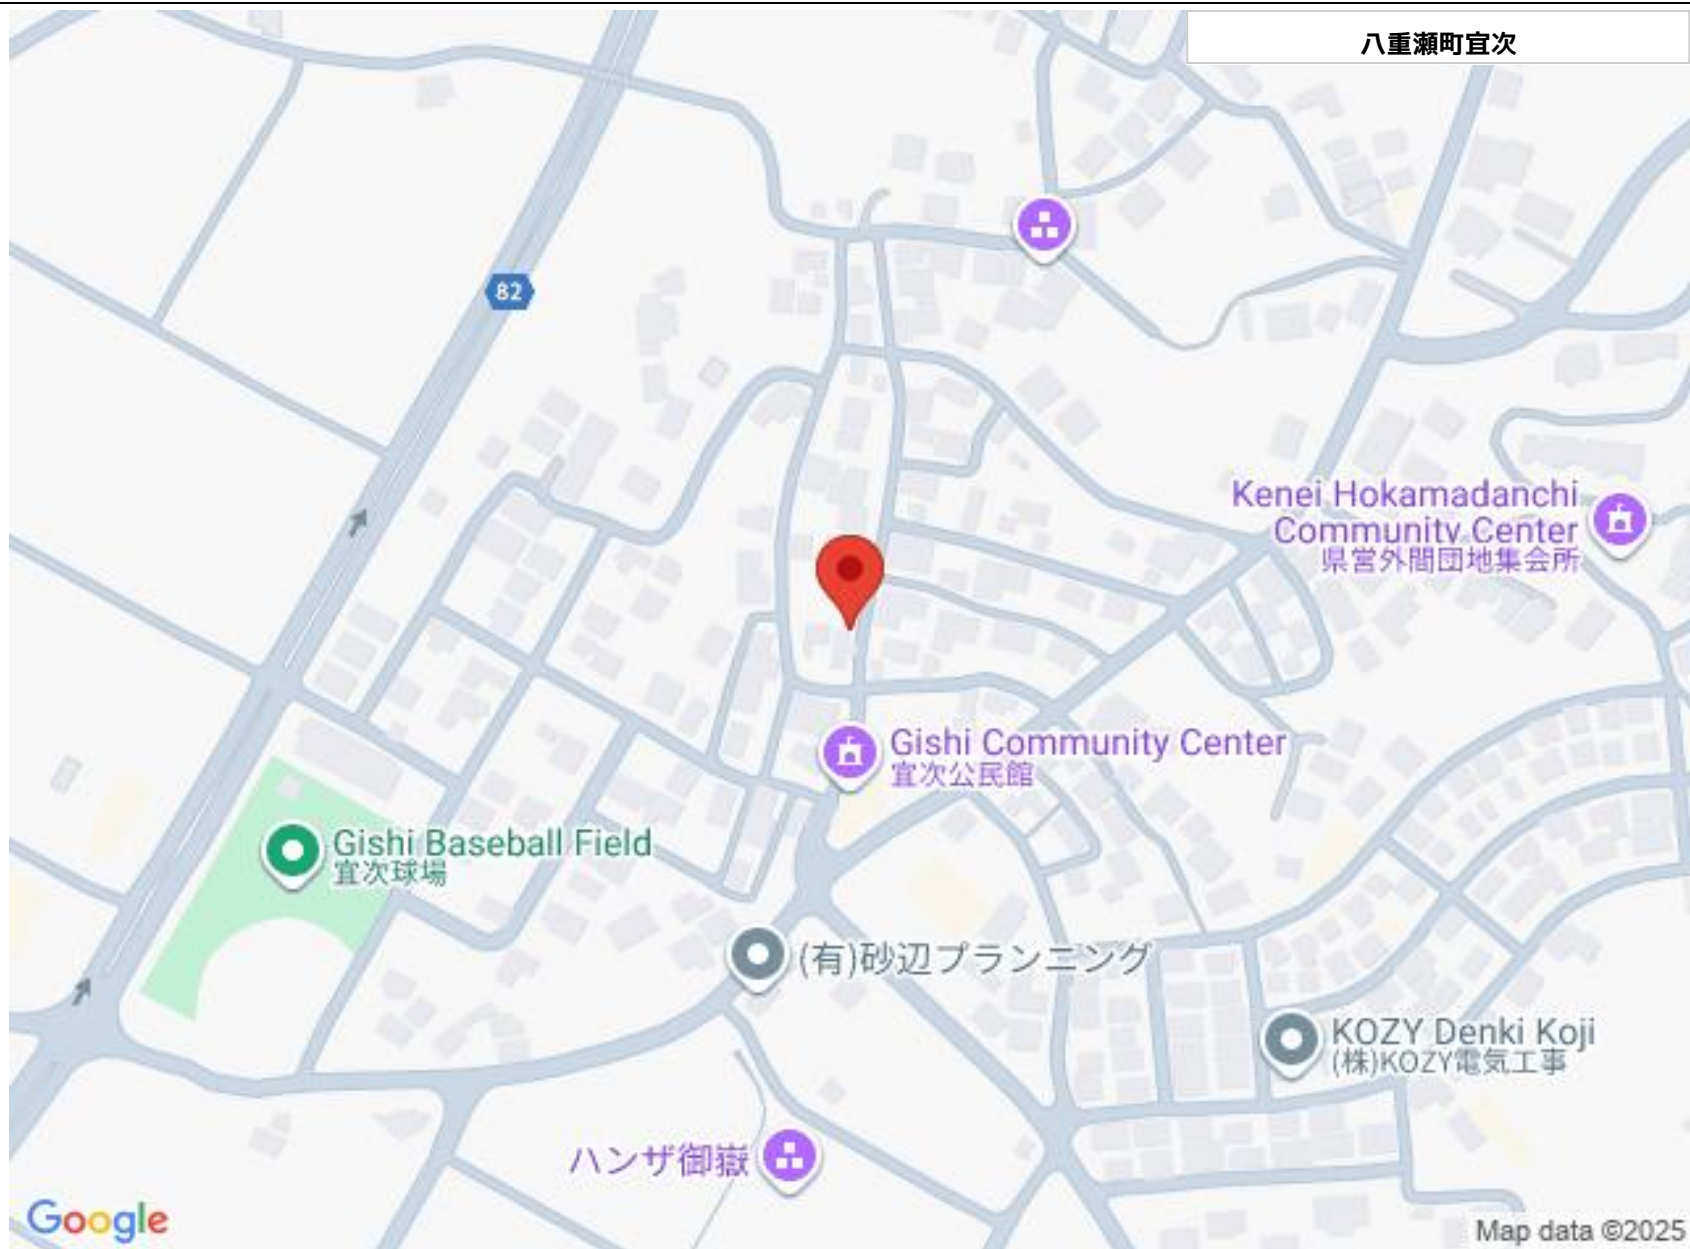 八重瀬町宜次
82
Kenei Hokamadanchi
Community Center
県営外間団地集会所
Gishi Community Center
宜次公民館
Gishi Baseball Field
宜次球場
(有)砂辺プランニング
KOZY Denki Koji
(株)KOZY電気工事
ハンザ御嶽
Google
Map data ©2025